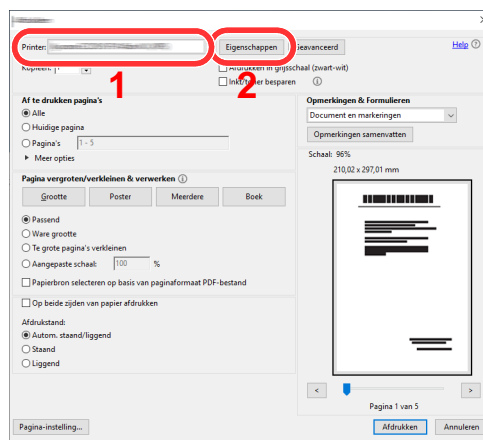 Printer:
Eigenschappen
Geavanceerd
Help
Kopieën: 1
Afdrukken in grijsschaal (zwart-wit)
1
2
Inkt/toner besparen
Af te drukken pagina's
Alle
Huidige pagina
Pagina's 1 - 5
Meer opties
Pagina vergroten/verkleinen & verwerken
Grootte Poster Meerdere Boek
Passend
Ware grootte
Te grote pagina's verkleinen
Aangepaste schaal: 100 %
Papierbron selecteren op basis van paginaformaat PDF-bestand
Op beide zijden van papier afdrukken
Afdrukstand:
Autom. staand/liggend
Staand
Liggend
Opmerkingen & Formulieren
Document en markeringen
Opmerkingen samenvatten
Schaal: 96%
210,02 x 297,01 mm
< >
Pagina 1 van 5
Pagina-instelling...
Afdrukken
Annuleren